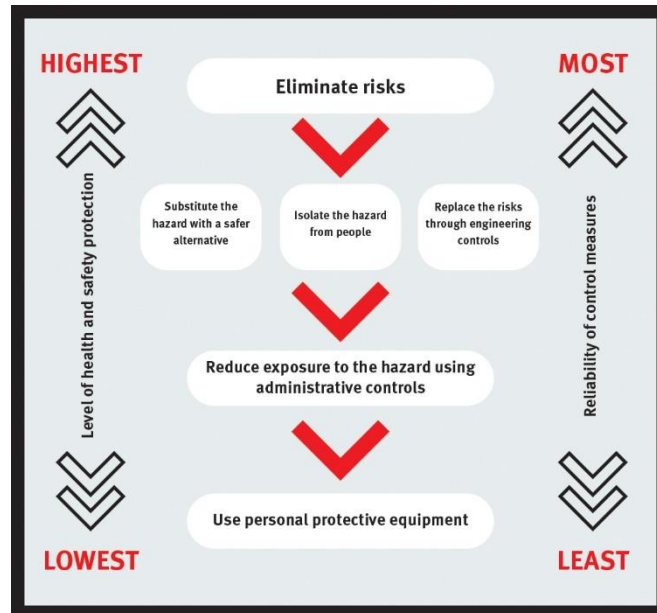 HIGHEST
MOST
Eliminate risks
Level of health and safety protection
Substitute the
hazard with a safer
alternative
Isolate the hazard
from people
Replace the risks
through engineering
controls
Reliability of control measures
Reduce exposure to the hazard using
administrative controls
Use personal protective equipment
LOWEST
LEAST